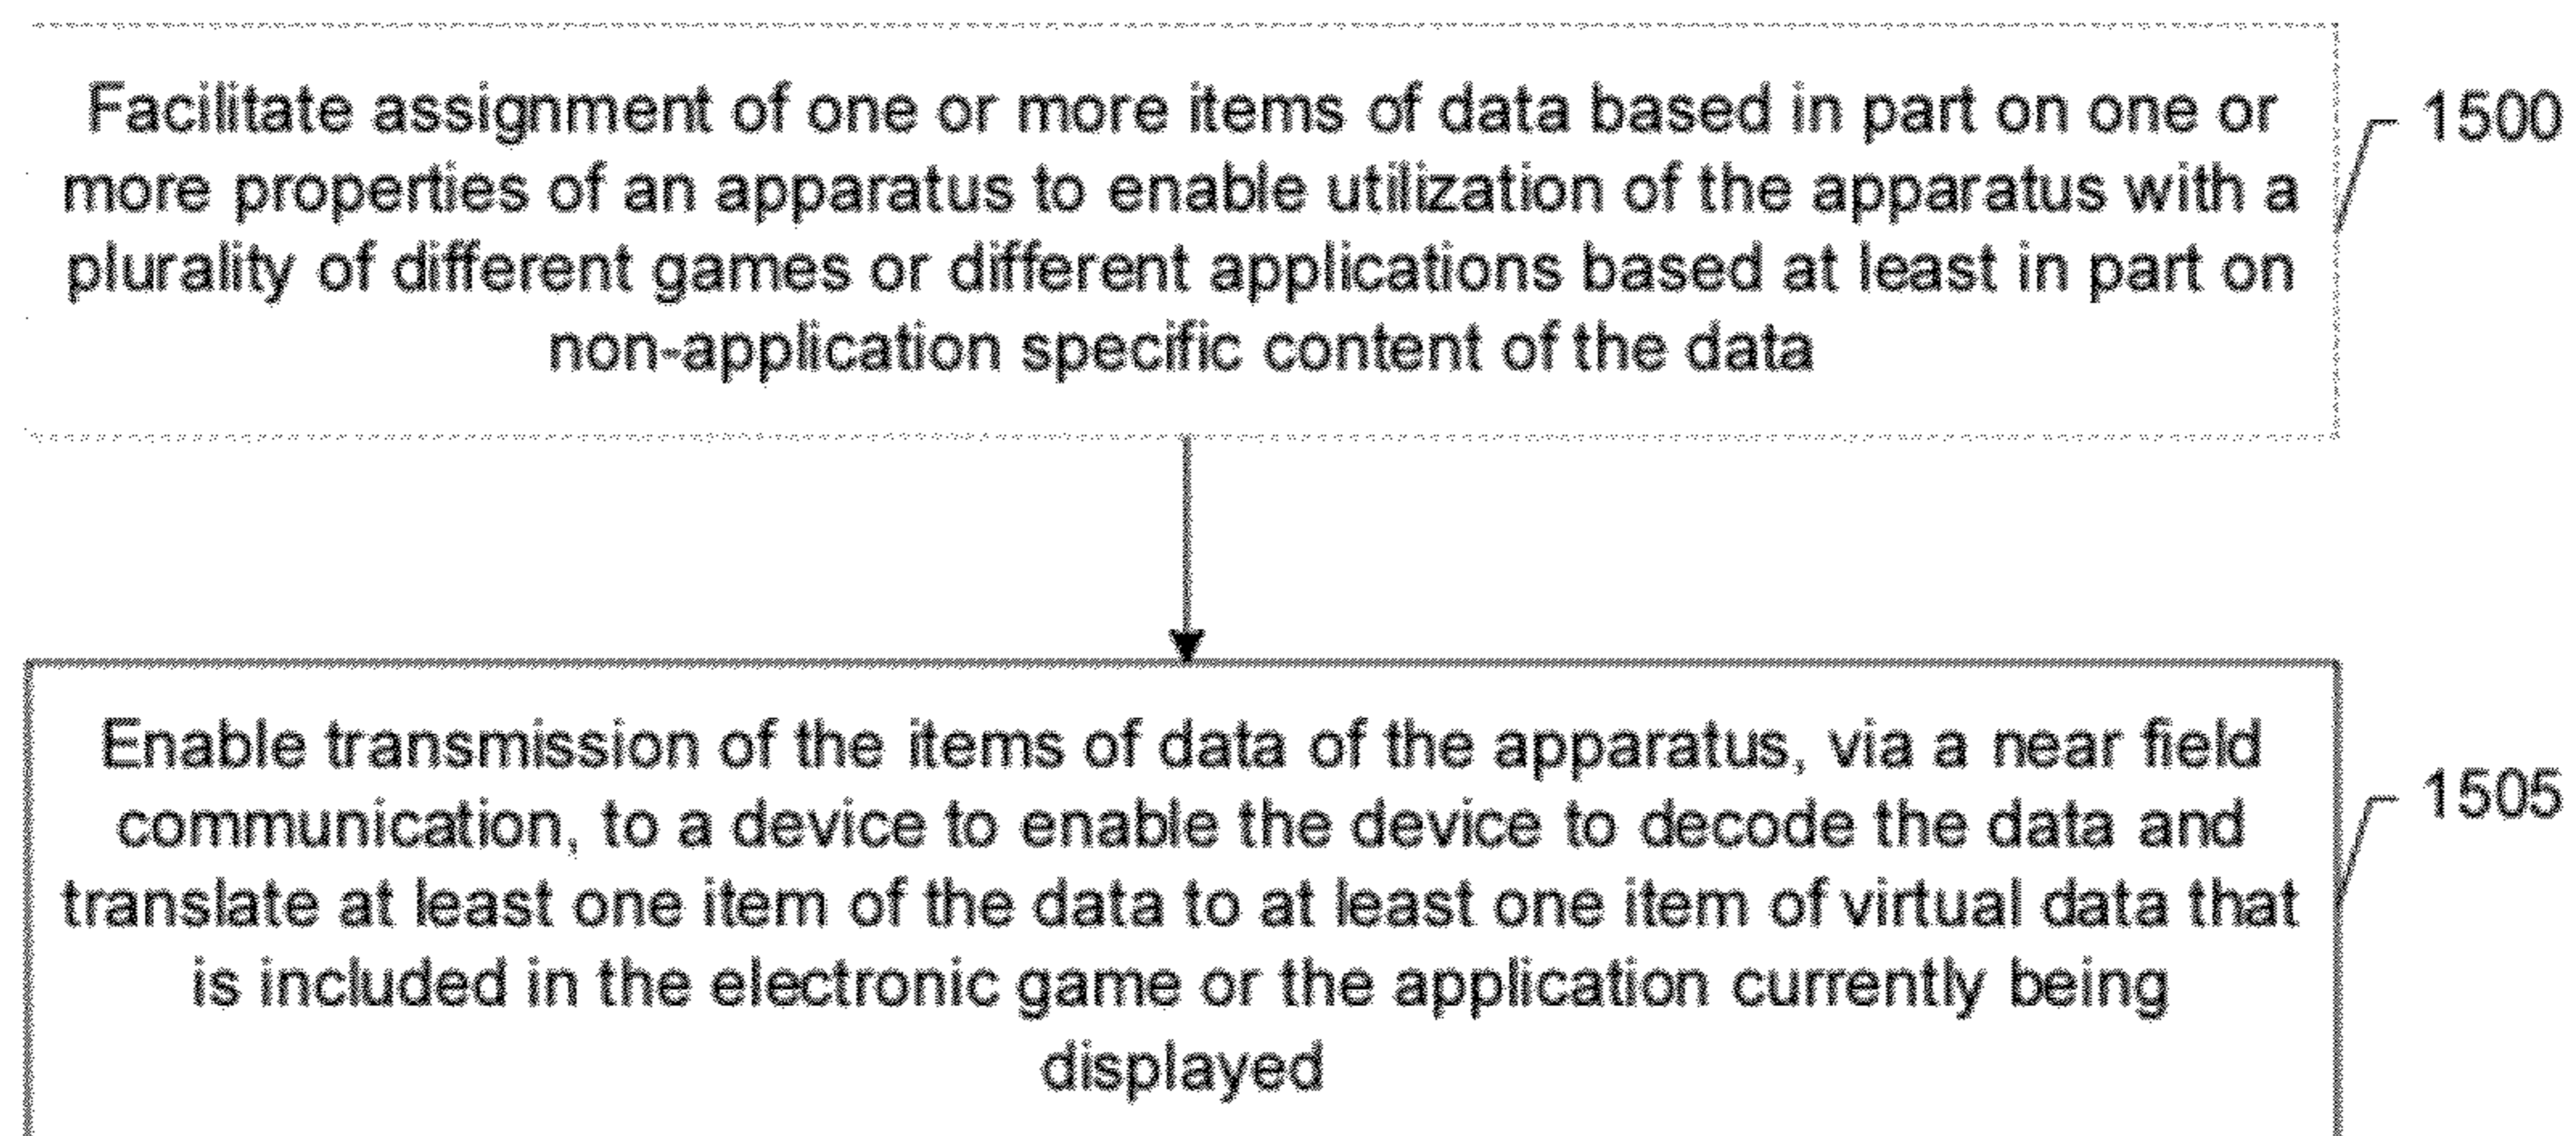 Facilitate assignment of one or more items of data based in part on one or
more properties of an apparatus to enable utilization of the apparatus with a
plurality of different games or different applications based at least in part on
non-application specific content of the data
1500
Enable transmission of the items of data of the apparatus, via a near field
communication, to a device to enable the device to decode the data and
translate at least one item of the data to at least one item of virtual data that
is included in the electronic game or the application currently being
displayed
1505